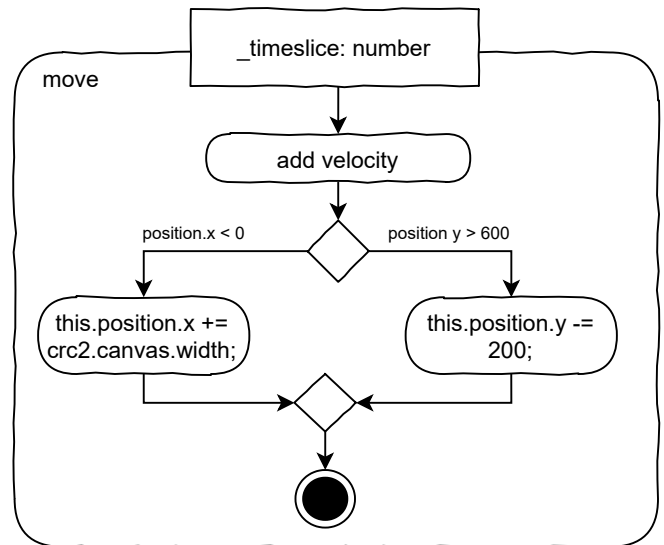 _timeslice: number
move
add velocity
position.x < 0
position y > 600
this.position.x +=
crc2.canvas.width;
this.position.y -=
200;